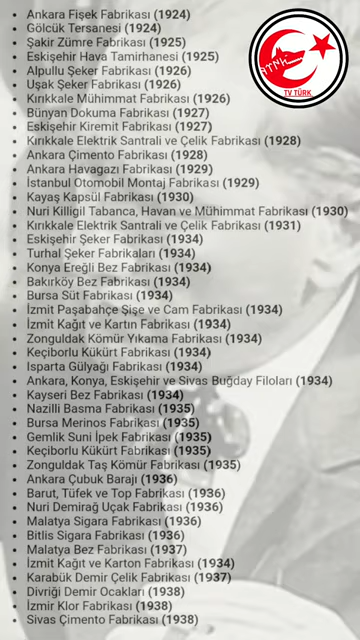 Ankara Fişek Fabrikası (1924)
Gölcük Tersanesi (1924)
Şakir Zümre Fabrikası (1925)
Eskişehir Hava Tamirhanesi (1925)
Alpullu Şeker Fabrikası (1926)
Uşak Şeker Fabrikası (1926)
Kırıkkale Mühimmat Fabrikası (1926)
Bünyan Dokuma Fabrikası (1927)
Eskişehir Kiremit Fabrikası (1927)
Kırıkkale Elektrik Santrali ve Çelik Fabrikası (1928)
Ankara Çimento Fabrikası (1928)
Ankara Havagazı Fabrikası (1929)
İstanbul Otomobil Montaj Fabrikası (1929)
Kayaş Kapsül Fabrikası (1930)
Nuri Killigil Tabanca, Havan ve Mühimmat Fabrikası (1930)
Kırıkkale Elektrik Santrali ve Çelik Fabrikası (1931)
Eskişehir Şeker Fabrikası (1934)
Turhal Şeker Fabrikaları (1934)
Konya Ereğli Bez Fabrikası (1934)
Bakırköy Bez Fabrikası (1934)
Bursa Süt Fabrikası (1934)
İzmit Paşabahçe Şişe ve Cam Fabrikası (1934)
İzmit Kağıt ve Kartın Fabrikası (1934)
Zonguldak Kömür Yıkama Fabrikası (1934)
Keçiborlu Kükürt Fabrikası (1934)
Isparta Gülyağı Fabrikası (1934)
Ankara, Konya, Eskişehir ve Sivas Buğday Filoları (1934)
Kayseri Bez Fabrikası (1934)
Nazilli Basma Fabrikası (1935)
Bursa Merinos Fabrikası (1935)
Gemlik Suni İpek Fabrikası (1935)
Keçiborlu Kükürt Fabrikası (1935)
Zonguldak Taş Kömür Fabrikası (1935)
Ankara Çubuk Barajı (1936)
Barut, Tüfek ve Top Fabrikası (1936)
Nuri Demirağ Uçak Fabrikası (1936)
Malatya Sigara Fabrikası (1936)
Bitlis Sigara Fabrikası (1936)
Malatya Bez Fabrikası (1937)
İzmit Kağıt ve Karton Fabrikası (1934)
Karabük Demir Çelik Fabrikası (1937)
Divriği Demir Ocakları (1938)
İzmir Klor Fabrikası (1938)
Sivas Çimento Fabrikası (1938)
TV TÜRK